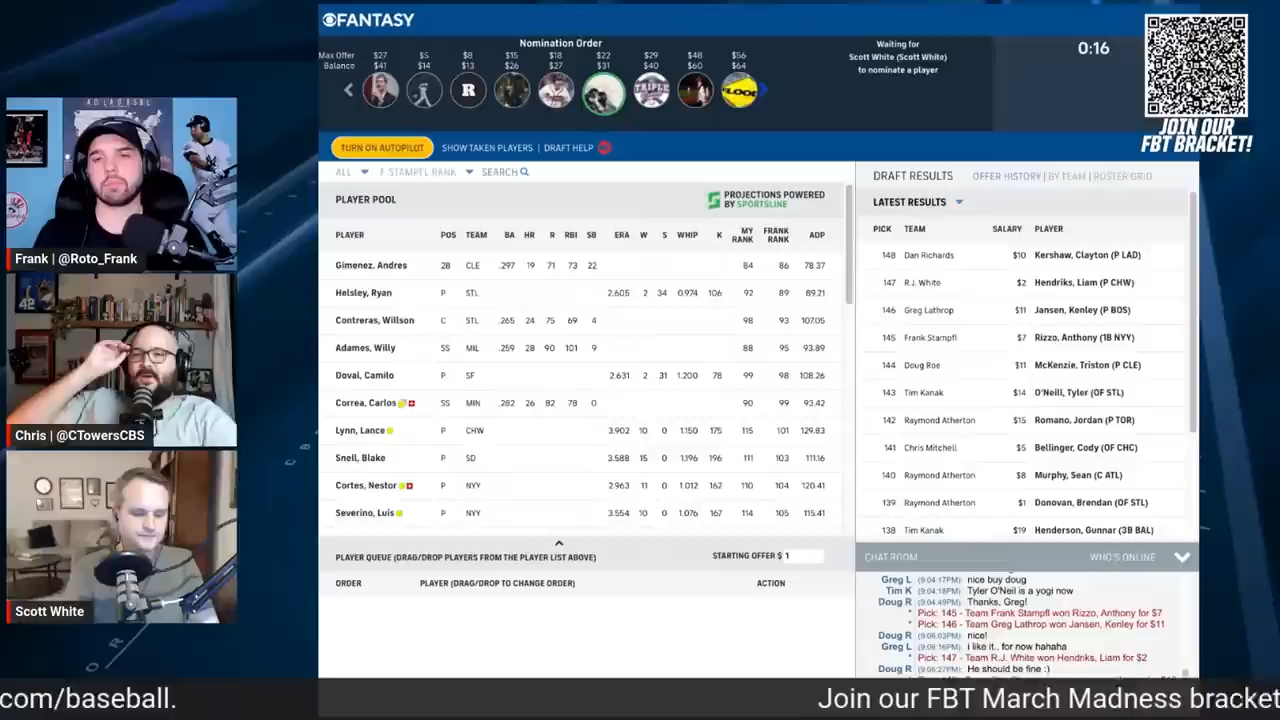 FANTASY
Nomination Order
Max Offer $27 $5 $8 $15 $18 $22 $29 $48 $56
Balance $41 $14 $13 $26 $27 $31 $40 $60 $64
R
TRIPLE
Waiting for
Scott White (Scott White)
to nominate a player
0:16
JOIN OUR
FBT BRACKET!
TURN ON AUTOPILOT SHOW TAKEN PLAYERS | DRAFT HELP
ALL F STAMPFL RANK SEARCH
PLAYER POOL
PROJECTIONS POWERED
BY SPORTSLINE
PLAYER POS TEAM BA HR R RBI SB ERA W S WHIP K MY RANK FRANK RANK ADP
Gimenez, Andres 2B CLE .297 19 71 73 22 84 86 78.37
Helsley, Ryan P STL 2.605 2 34 0.974 106 92 89 89.21
Contreras, Willson C STL .265 24 75 69 4 98 93 107.05
Adames, Willy SS MIL .259 28 90 101 9 88 95 93.89
Doval, Camilo P SF 2.631 2 31 1.200 78 99 98 108.26
Correa, Carlos SS MIN .282 26 82 78 0 90 99 93.42
Lynn, Lance P CHW 3.902 10 0 1.150 175 115 101 129.83
Snell, Blake P SD 3.588 15 0 1.196 196 111 103 111.16
Cortes, Nestor P NYY 2.963 11 0 1.012 162 110 104 120.41
Severino, Luis P NYY 3.554 10 0 1.076 167 114 105 115.41
PLAYER QUEUE (DRAG/DROP PLAYERS FROM THE PLAYER LIST ABOVE) STARTING OFFER $ 1
ORDER PLAYER (DRAG/DROP TO CHANGE ORDER) ACTION
DRAFT RESULTS OFFER HISTORY | BY TEAM | ROSTER GRID
LATEST RESULTS
PICK TEAM SALARY PLAYER
148 Dan Richards $10 Kershaw, Clayton (P LAD)
147 R.J. White $2 Hendriks, Liam (P CHW)
146 Greg Lathrop $11 Jansen, Kenley (P BOS)
145 Frank Stampfl $7 Rizzo, Anthony (1B NYY)
144 Doug Roe $11 McKenzie, Triston (P CLE)
143 Tim Kanak $14 O'Neill, Tyler (OF STL)
142 Raymond Atherton $15 Romano, Jordan (P TOR)
141 Chris Mitchell $5 Bellinger, Cody (OF CHC)
140 Raymond Atherton $8 Murphy, Sean (C ATL)
139 Raymond Atherton $1 Donovan, Brendan (OF STL)
138 Tim Kanak $19 Henderson, Gunnar (3B BAL)
CHAT ROOM WHO'S ONLINE
Greg L (9:04:17PM): nice buy doug
Tim K (9:04:18PM): Tyler O'Neil is a yogi now
Doug R (9:04:49PM): Thanks, Greg!
* Pick: 145 - Team Frank Stampfl won Rizzo, Anthony for $7
* Pick: 146 - Team Greg Lathrop won Jansen, Kenley for $11
Doug R (9:06:03PM): nice!
Greg L (9:06:16PM): i like it.. for now hahaha
* Pick: 147 - Team R.J. White won Hendriks, Liam for $2
Doug R (9:06:27PM): He should be fine :)
Frank | @Roto_Frank
42
Chris | @CTowersCBS
Scott White
com/baseball.
Join our FBT March Madness bracket